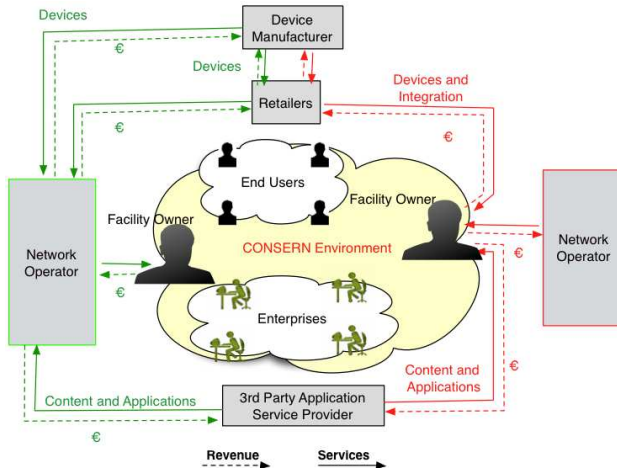 Devices
Device
Manufacturer
€
Devices
Devices and
Integration
Retailers
€
€
End Users
Facility Owner
Facility Owner
Network
Operator
CONSERN Environment
Network
Operator
€
€
Enterprises
€
Content and
Applications
Content and Applications
3rd Party Application
Service Provider
€
Revenue
Services